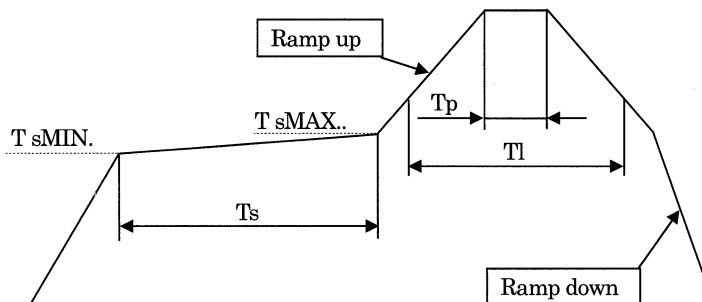 Ramp up
Tp
T sMAX..
T sMIN.
Tl
Ts
Ramp down